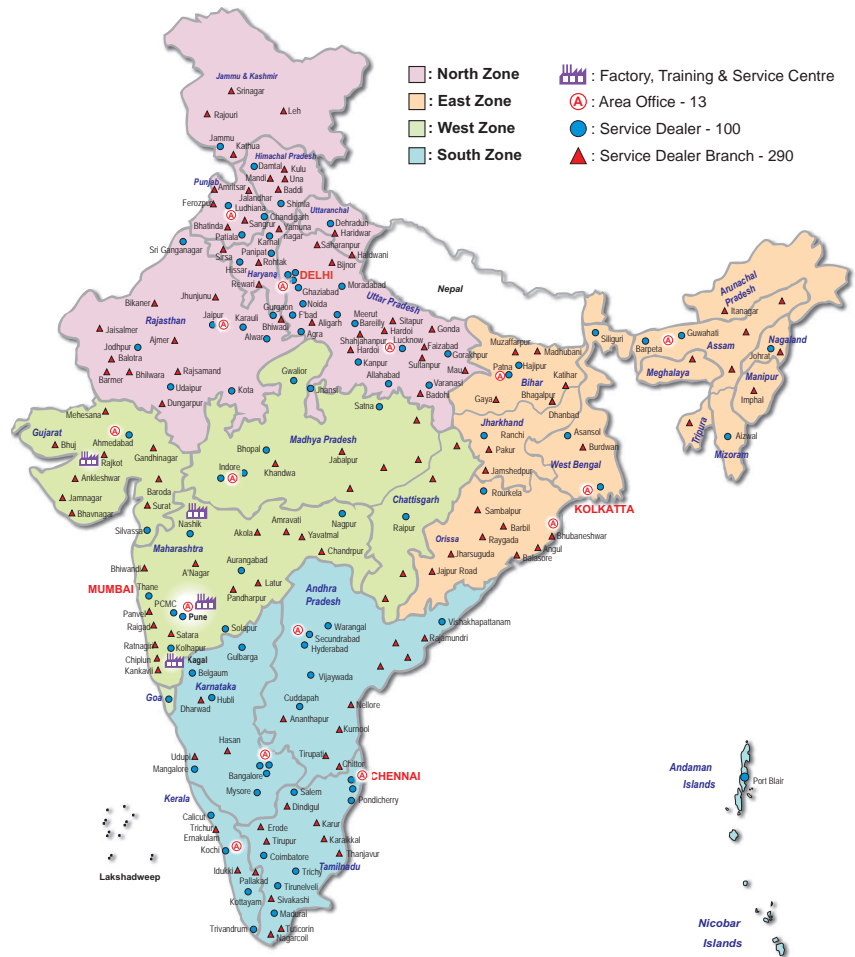 : North Zone
: East Zone
: West Zone
: South Zone
: Factory, Training & Service Centre
A : Area Office - 13
: Service Dealer - 100
: Service Dealer Branch - 290
Jammu & Kashmir
Srinagar
Rajouri
Leh
Jammu
Kathua
Himachal Pradesh
Damtal
Kulu
Mandi
Una
Punjab
Amritsar
Baddi
Jalandhar
Ferozpur
Ludhiana
Shimla
A
Chandigarh
Uttaranchal
Sangrur
Bhatinda
Yamuna
nagar
Dehradun
Haridwar
Patiala
Karnal
Saharanpur
Sri Ganganagar
Panipat
Haldwani
Sirsa
Rohtak
Bijnor
Hissar
Haryana
DELHI
Rewari
A
Ghaziabad
Moradabad
Nepal
Arunachal
Pradesh
Jhunjunu
Noida
Uttar Pradesh
Bikaner
Gurgaon
Itanagar
Rajasthan
Jaipur
A
Karauli
F'bad
Meerut
Sitapur
Bhiwadi
Aligarh
Bareilly
Hardoi
Gonda
Siliguri
Guwahati
A
Jaisalmer
Alwar
Agra
Shahjahanpur
Jodhpur
Ajmer
Hardoi
A
Lucknow
Faizabad
Muzaffarpur
Madhubani
Barpeta
Assam
Nagaland
Balotra
Kanpur
Gorakhpur
Johrat
Sultanpur
Patna
Hajipur
Meghalaya
Barmer
Bhilwara
Rajsamand
Gwalior
Mau
A
Bihar
Katihar
Manipur
Udaipur
Kota
Jhansi
Allahabad
Varanasi
Gaya
Bhagalpur
Imphal
Mehesana
Dungarpur
Satna
Badohi
Dhanbad
Gujarat
A
Jharkhand
Tripura
Ahmedabad
Madhya Pradesh
Ranchi
Asansol
Aizwal
Bhuj
Gandhinagar
Bhopal
Pakur
Burdwan
Mizoram
Rajkot
Indore
Jabalpur
West Bengal
Ankleshwar
A
Khandwa
Jamshedpur
Baroda
Chattisgarh
Rourkela
A
Jamnagar
Surat
KOLKATTA
Bhavnagar
Nagpur
Raipur
Sambalpur
Amravati
Nashik
Barbil
A
Silvassa
Akola
Yavatmal
Orissa
Raygada
Bhubaneshwar
Maharashtra
Chandrpur
Angul
Aurangabad
Jharsuguda
Balasore
Bhiwandi
A'Nagar
Jajpur Road
MUMBAI
Thane
Latur
Andhra
Pradesh
PCMC
A
Pandharpur
Panvel
Pune
Vishakhapattanam
Raigad
Solapur
A
Warangal
Satara
Secundrabad
Rajamundri
Ratnagiri
Kolhapur
Hyderabad
Chiplun
Kagal
Gulbarga
Kankavli
Belgaum
Vijaywada
Karnataka
Goa
Hubli
Cuddapah
Dharwad
Nellore
Ananthapur
Kurnool
Hasan
Udupi
A
Tirupati
Mangalore
Chittor
Bangalore
A
CHENNAI
Andaman
Islands
Port Blair
Mysore
Salem
Kerala
Dindigul
Pondicherry
Calicut
Trichur
Erode
Karur
Ernakulam
A
Tirupur
Karaikkal
Kochi
Coimbatore
Thanjavur
Idukki
Tamilnadu
Lakshadweep
Pallakad
Trichy
Tirunelveli
Kottayam
Sivakashi
Madurai
Nicobar
Islands
Trivandrum
Tuticorin
Nagarcoil